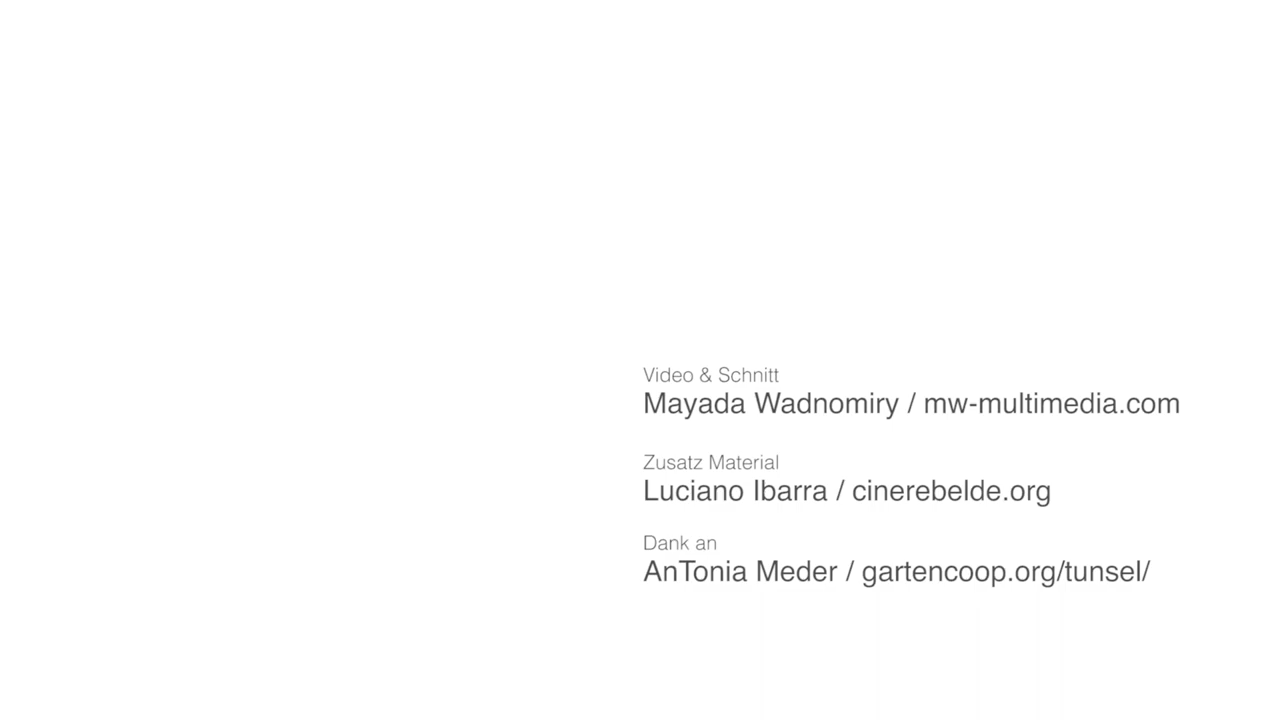 Video & Schnitt
Mayada Wadnomiry / mw-multimedia.com
Zusatz Material
Luciano Ibarra / cinerebelde.org
Dank an
AnTonia Meder / gartencoop.org/tunsel/